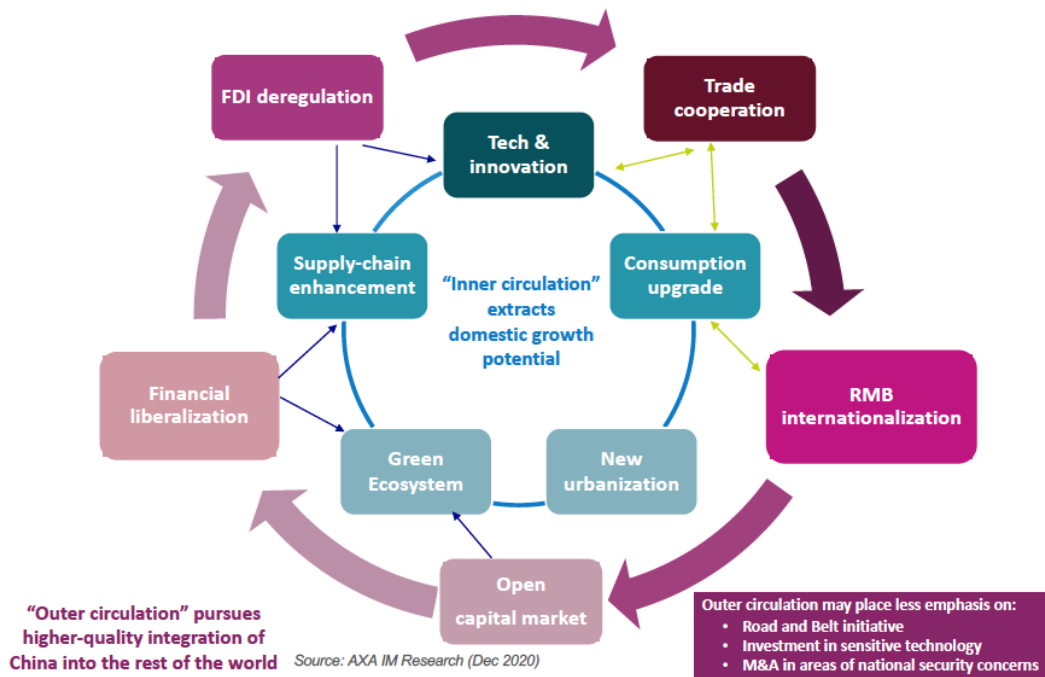 FDI deregulation
Trade
cooperation
Tech &
innovation
Supply-chain
enhancement
“Inner circulation”
extracts
domestic growth
potential
Consumption
upgrade
Financial
liberalization
RMB
internationalization
Green
Ecosystem
New
urbanization
Open
capital market
“Outer circulation” pursues
higher-quality integration of
China into the rest of the world
Source: AXA IM Research (Dec 2020)
Outer circulation may place less emphasis on:
• Road and Belt initiative
• Investment in sensitive technology
• M&A in areas of national security concerns